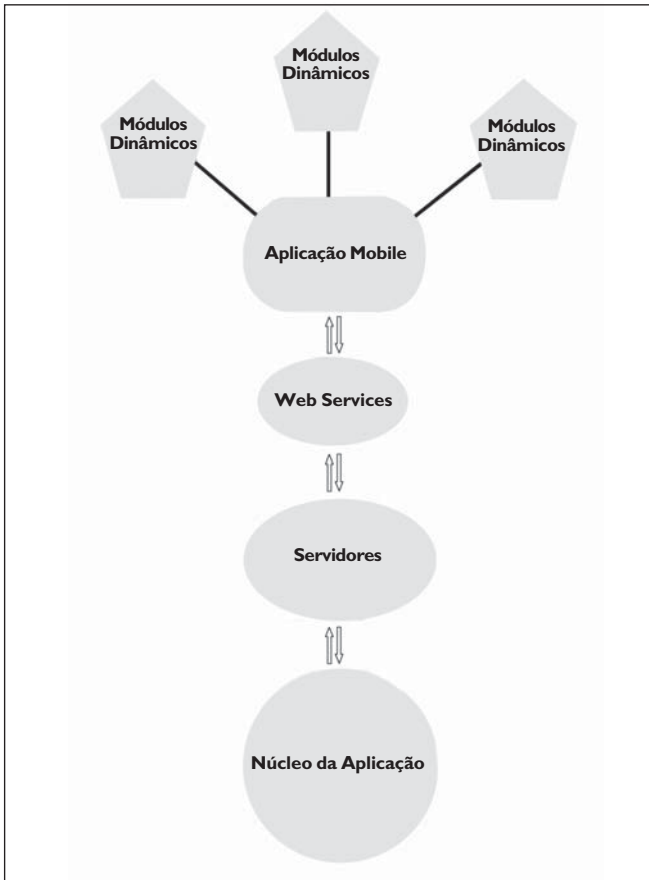 Módulos
Dinâmicos
Módulos
Dinâmicos
Módulos
Dinâmicos
Aplicação Mobile
Web Services
Servidores
Núcleo da Aplicação